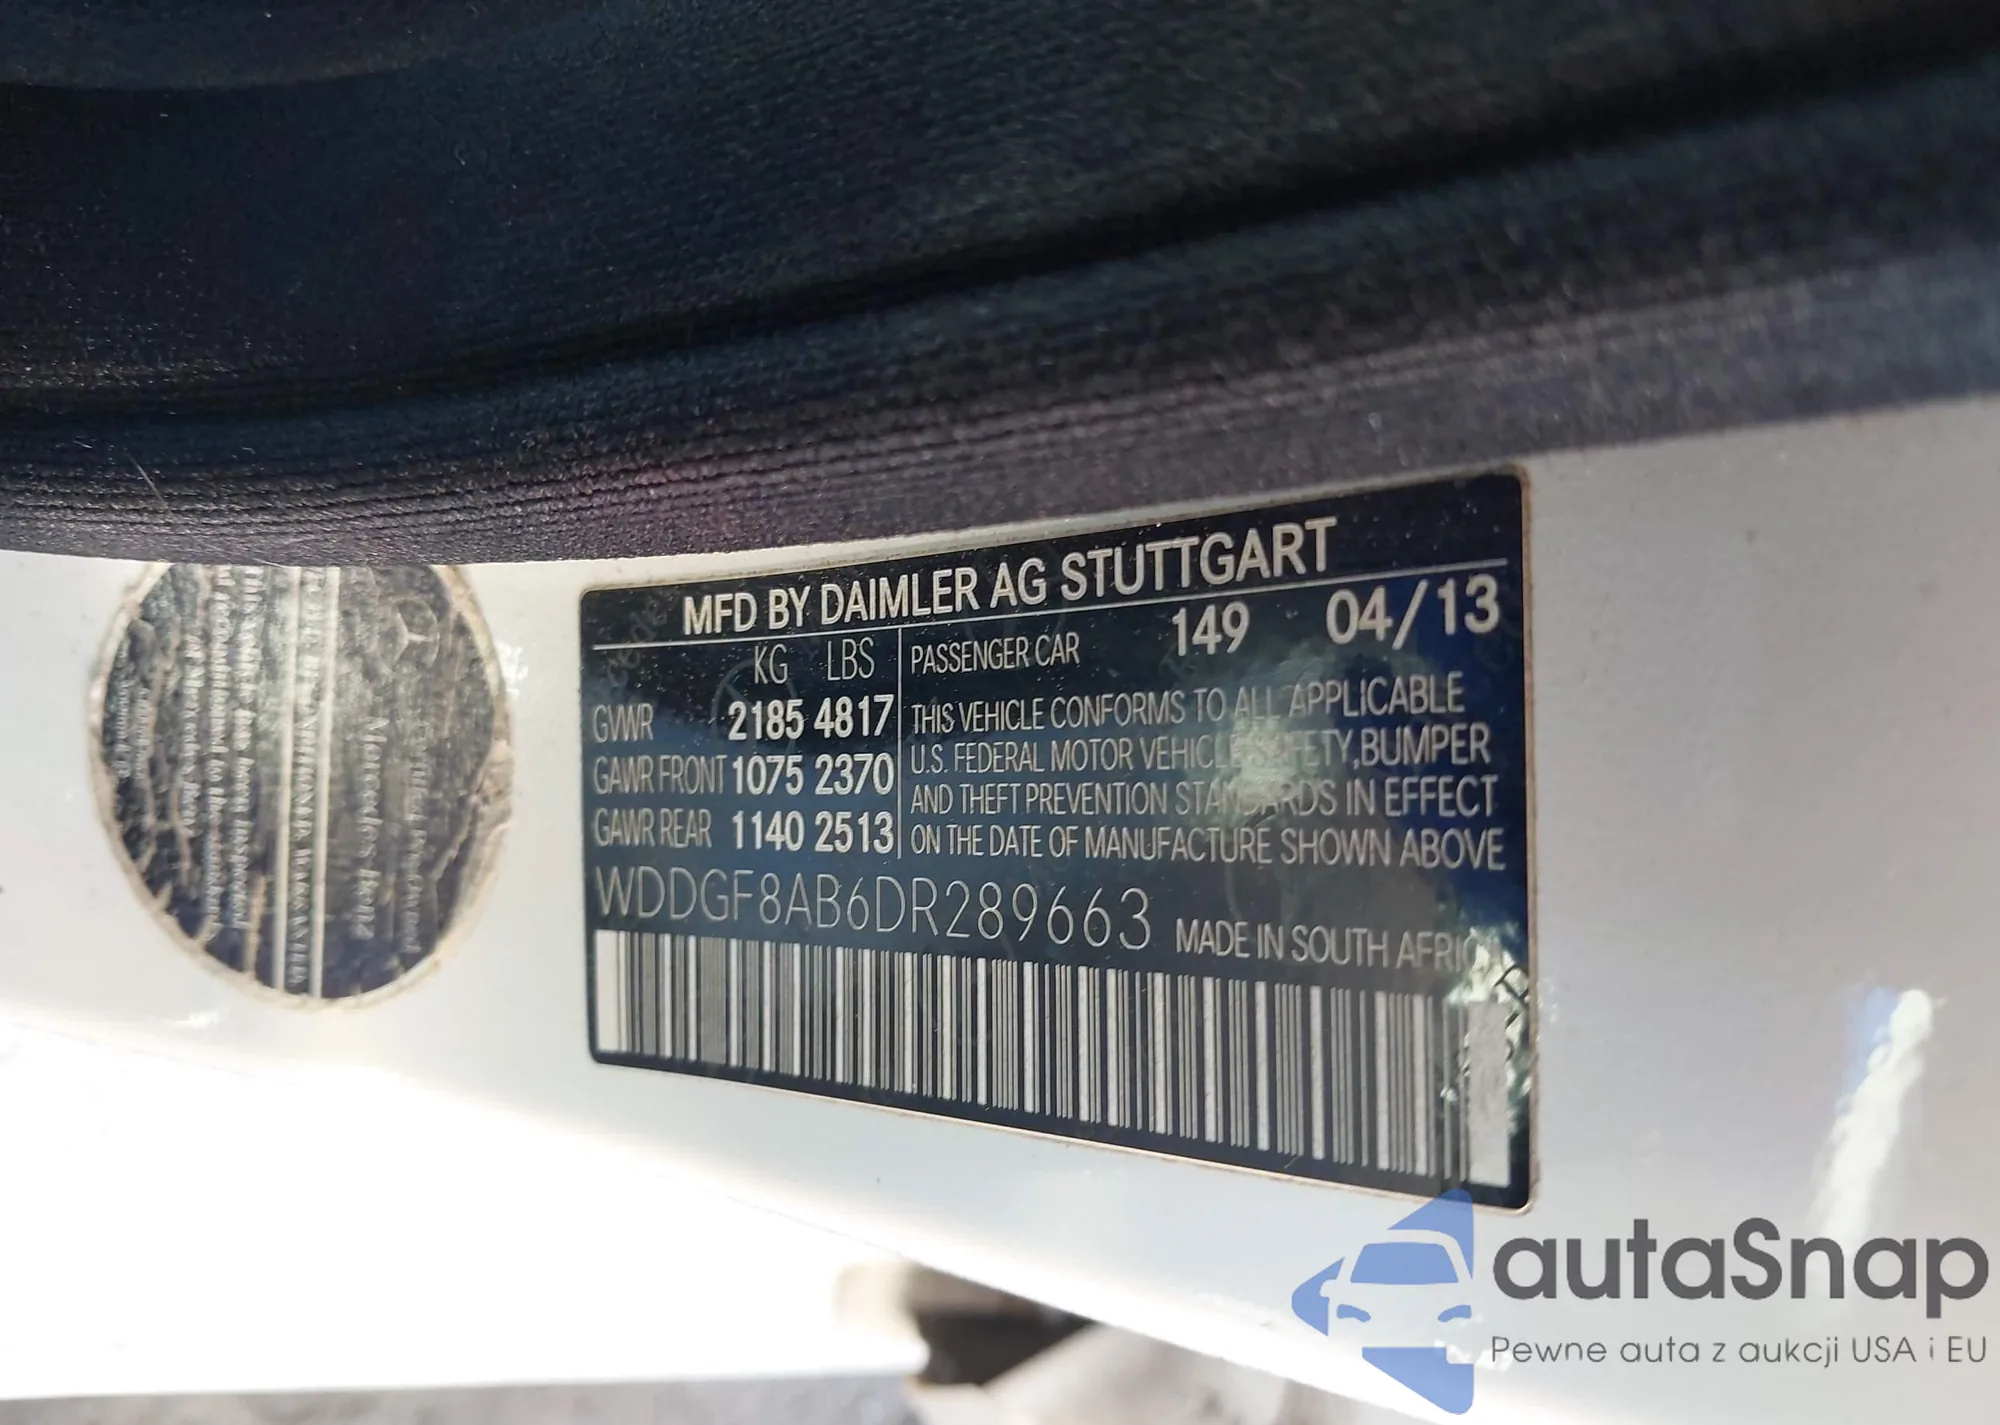 MFD BY DAIMLER AG STUTTGART
KG LBS
GVWR 2185 4817
GAWR FRONT 1075 2370
GAWR REAR 1140 2513
PASSENGER CAR 149 04/13
THIS VEHICLE CONFORMS TO ALL APPLICABLE
U.S. FEDERAL MOTOR VEHICLE SAFETY, BUMPER
AND THEFT PREVENTION STANDARDS IN EFFECT
ON THE DATE OF MANUFACTURE SHOWN ABOVE
WDDGF8AB6DR289663
MADE IN SOUTH AFRIC
Mercedes-Benz
autaSnap
Pewne auta z aukcji USA i EU